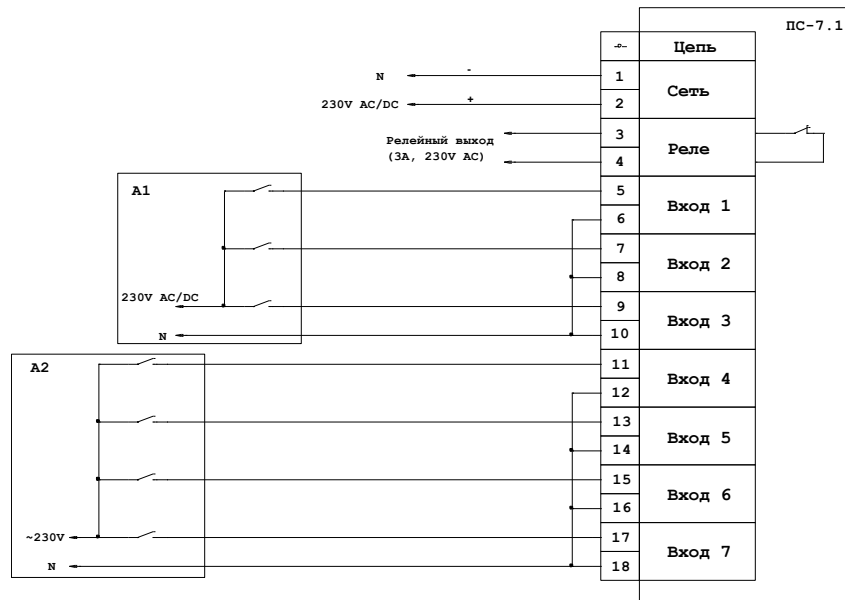 ПС-7.1
Цепь
N
-
1
Сеть
230V AC/DC
+
2
Релейный выход
(3А, 230V AC)
3
Реле
4
А1
5
Вход 1
6
7
Вход 2
8
230V AC/DC
9
Вход 3
N
10
А2
11
Вход 4
12
13
Вход 5
14
15
Вход 6
16
~230V
17
Вход 7
N
18